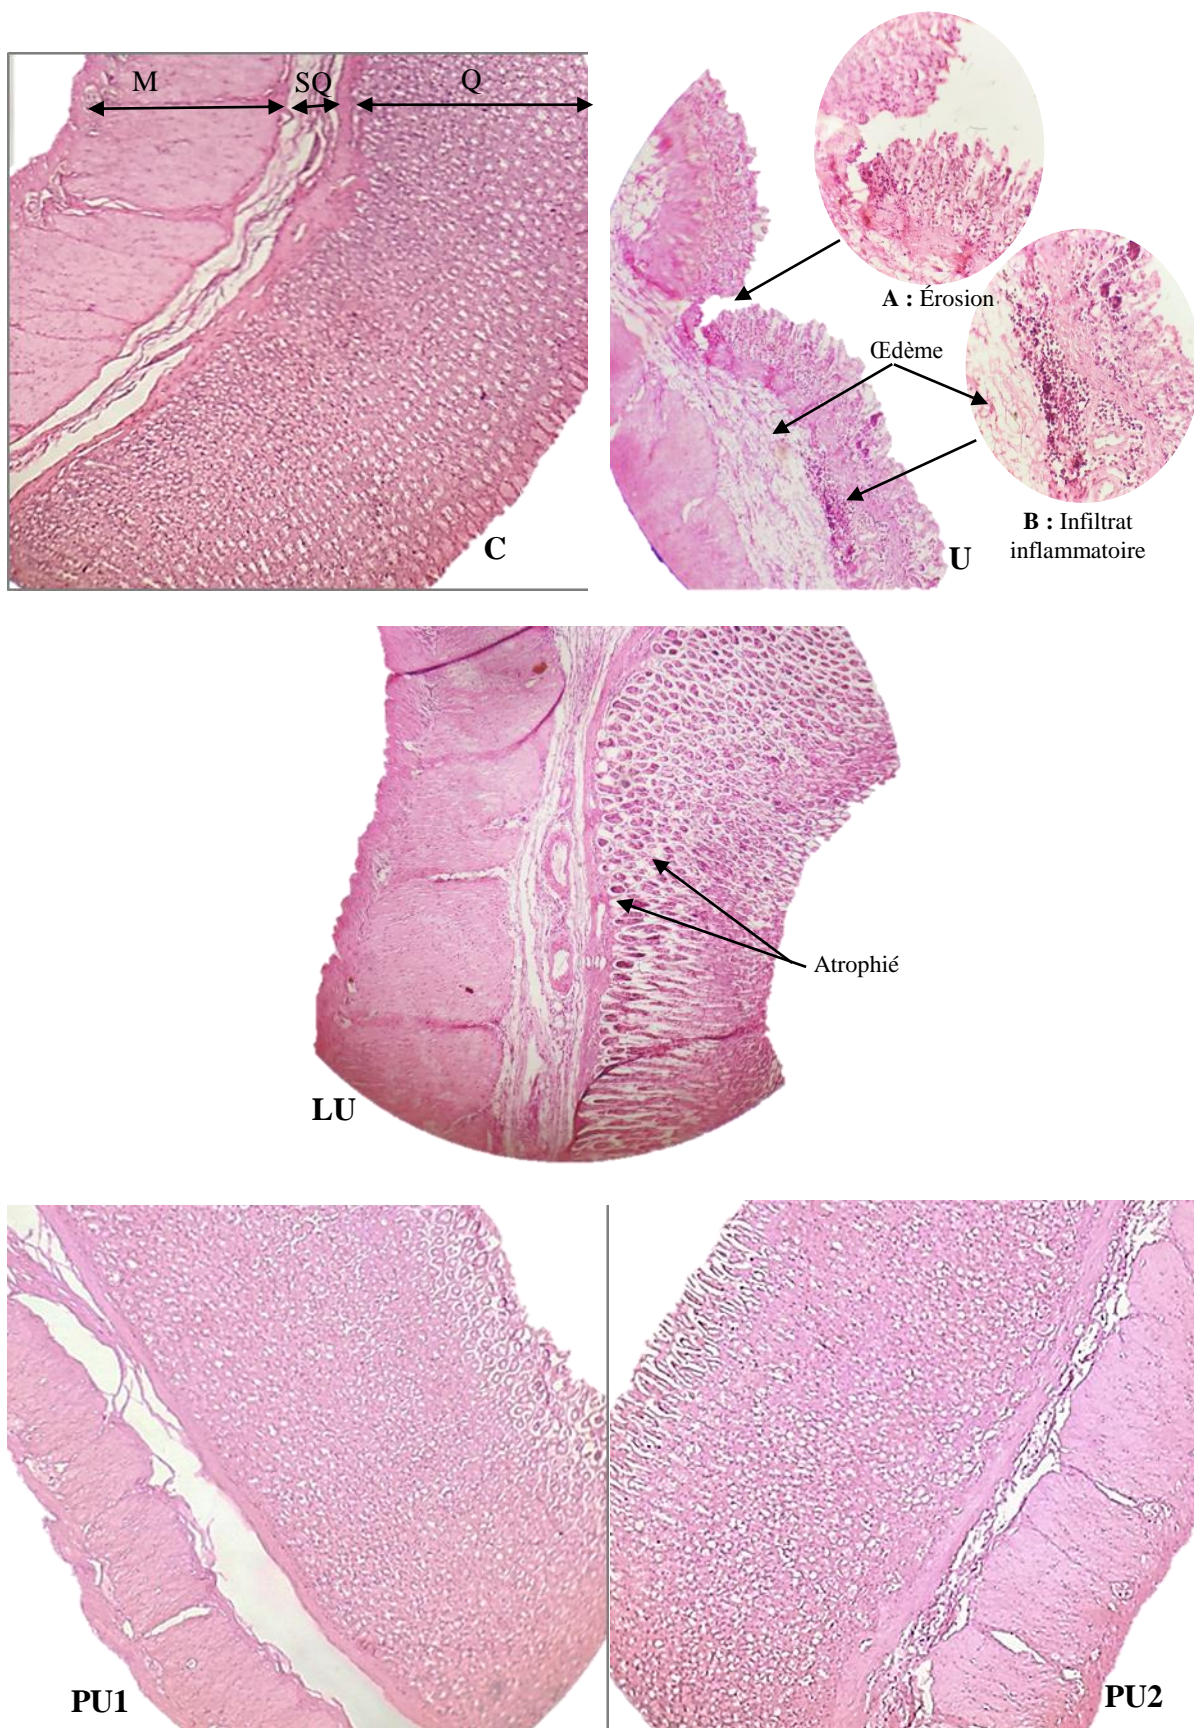 M
SQ
Q
C
A : Érosion
Œdème
B : Infiltrat
inflammatoire
U
Atrophié
LU
PU1
PU2